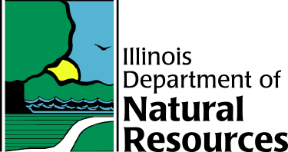 Illinois
Department of
Natural
Resources